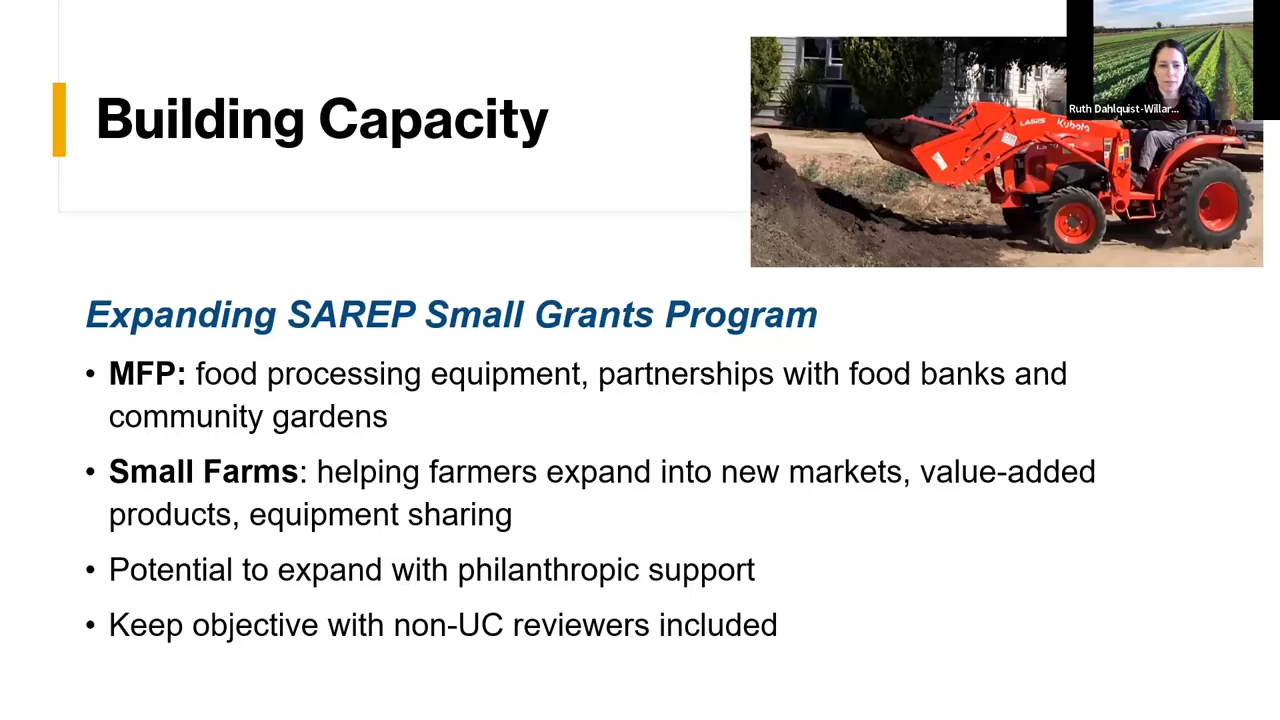 Building Capacity
Ruth Dahlquist-Willar...
LA525
Kubota
Expanding SAREP Small Grants Program
• MFP: food processing equipment, partnerships with food banks and
community gardens
• Small Farms: helping farmers expand into new markets, value-added
products, equipment sharing
• Potential to expand with philanthropic support
• Keep objective with non-UC reviewers included